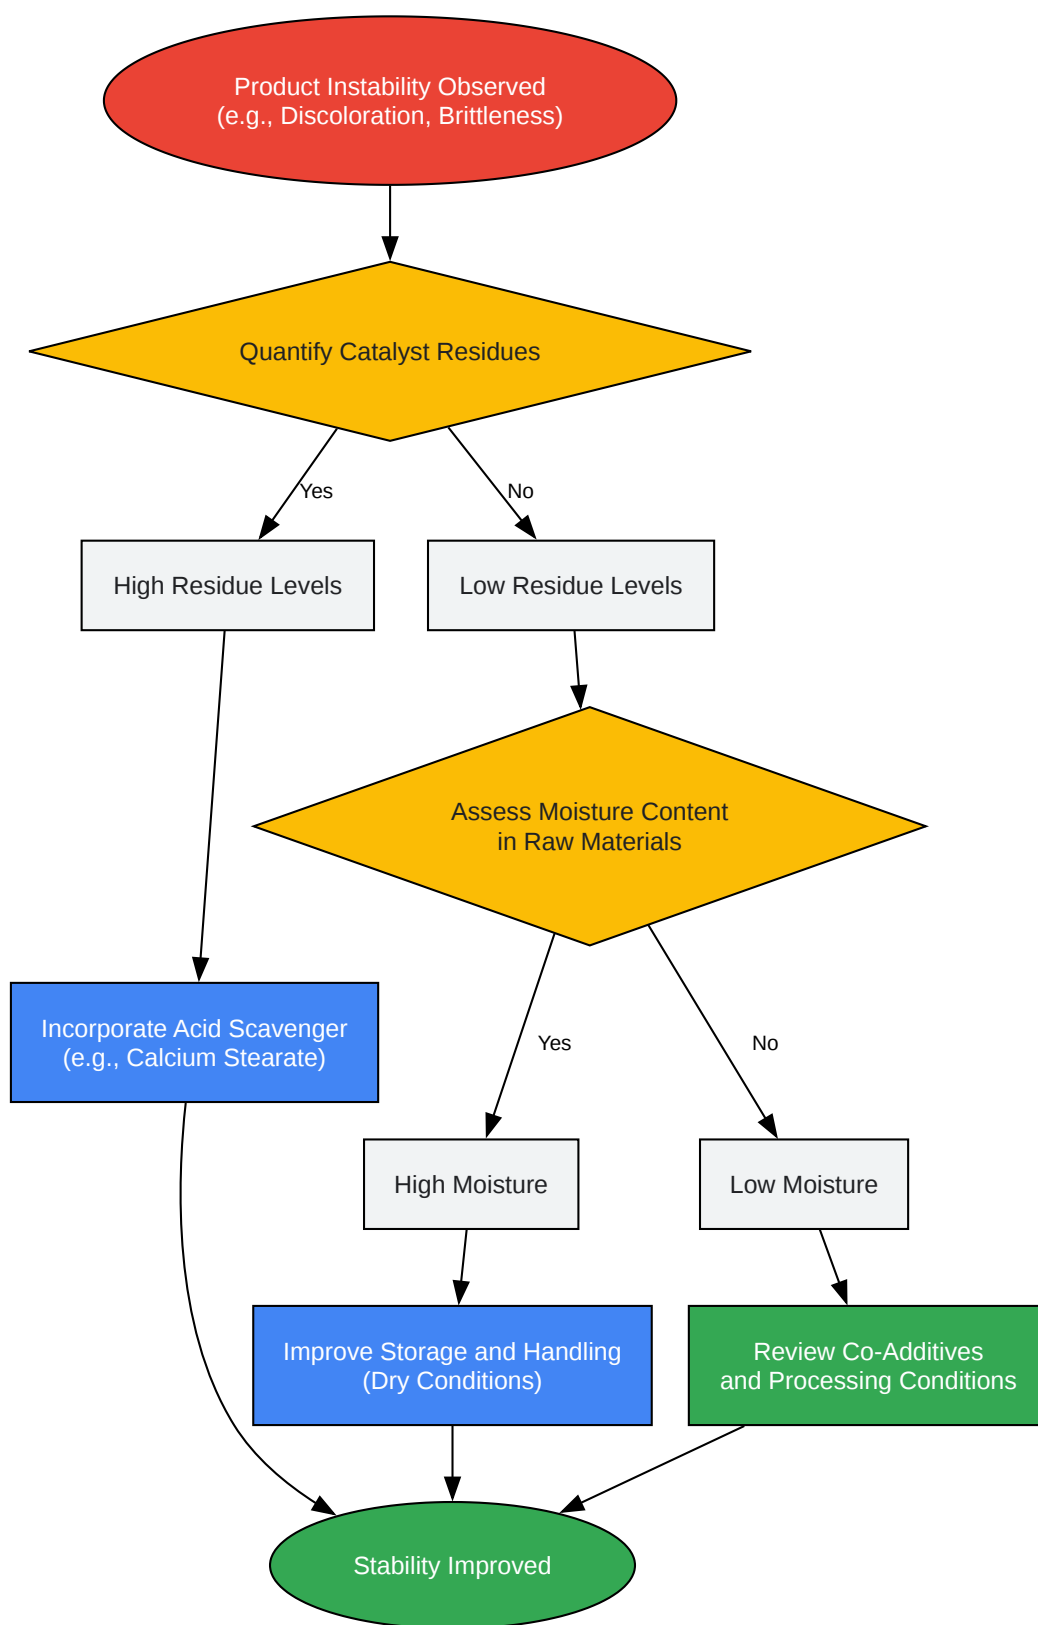 Product Instability Observed
(e.g., Discoloration, Brittleness)
Quantify Catalyst Residues
Yes
No
High Residue Levels
Low Residue Levels
Assess Moisture Content
in Raw Materials
Incorporate Acid Scavenger
(e.g., Calcium Stearate)
Yes
No
High Moisture
Low Moisture
Improve Storage and Handling
(Dry Conditions)
Review Co-Additives
and Processing Conditions
Stability Improved